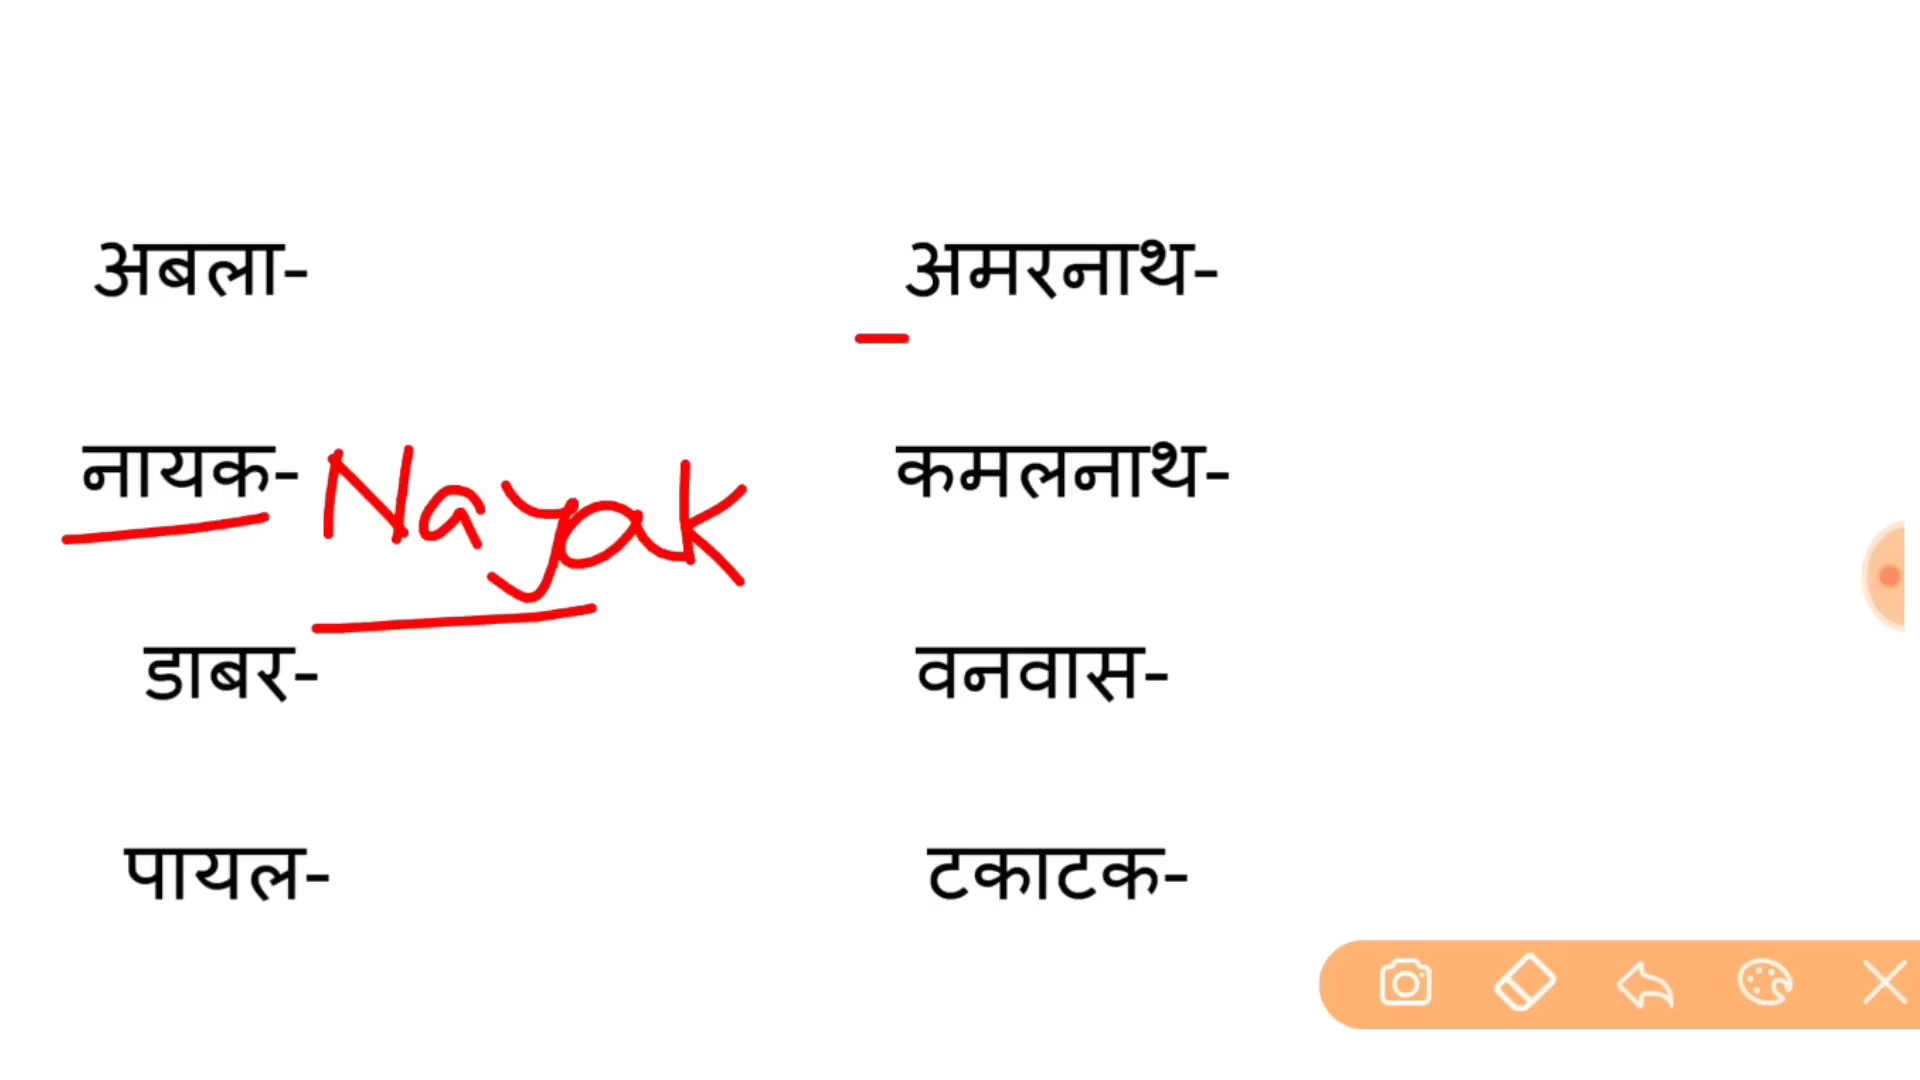 अबला- अमरनाथ-
नायक- Nayak कमलनाथ-
डाबर- वनवास-
पायल- टकाटक-